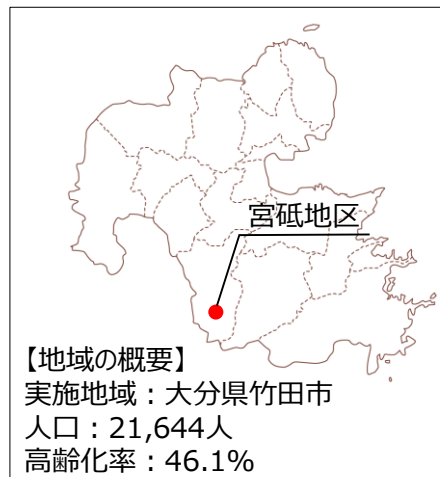 宮砥地区
【地域の概要】
実施地域：大分県竹田市
人口：21,644人
高齢化率：46.1%